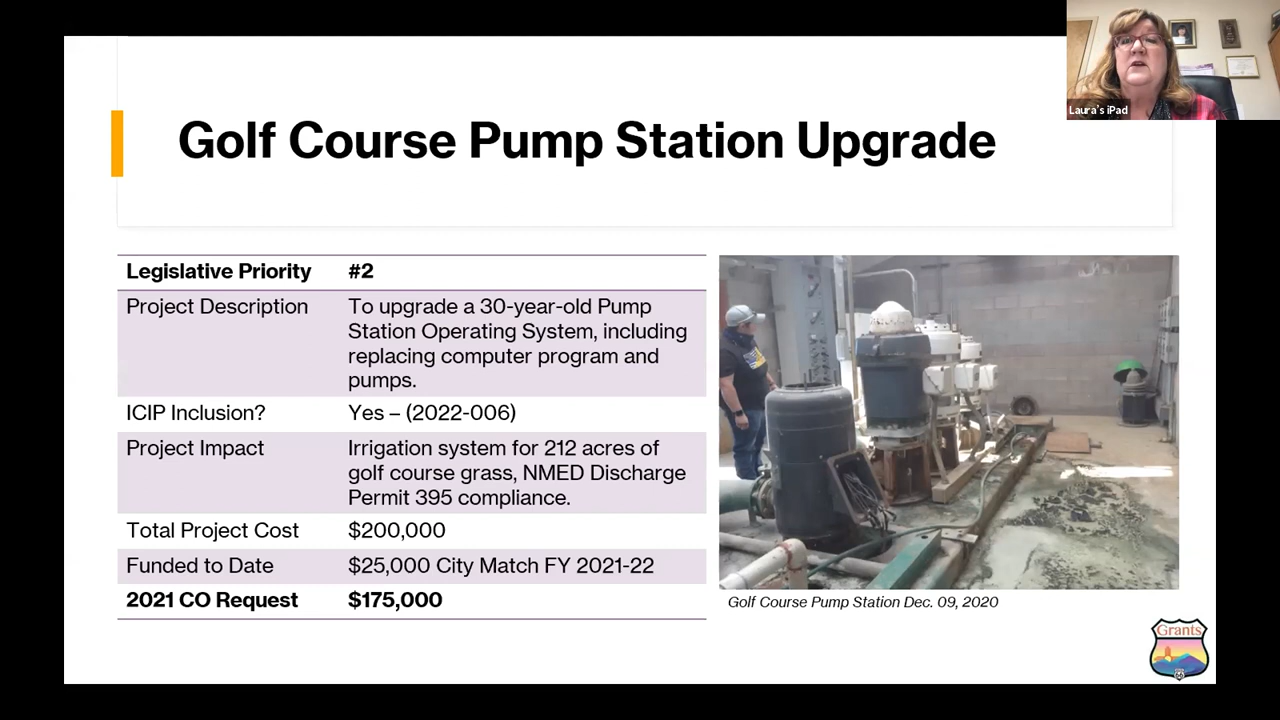 Laura's iPad
Golf Course Pump Station Upgrade
Legislative Priority #2
Project Description To upgrade a 30-year-old Pump
Station Operating System, including
replacing computer program and
pumps.
ICIP Inclusion? Yes – (2022-006)
Project Impact Irrigation system for 212 acres of
golf course grass, NMED Discharge
Permit 395 compliance.
Total Project Cost $200,000
Funded to Date $25,000 City Match FY 2021-22
2021 CO Request $175,000
Golf Course Pump Station Dec. 09, 2020
Grants
66